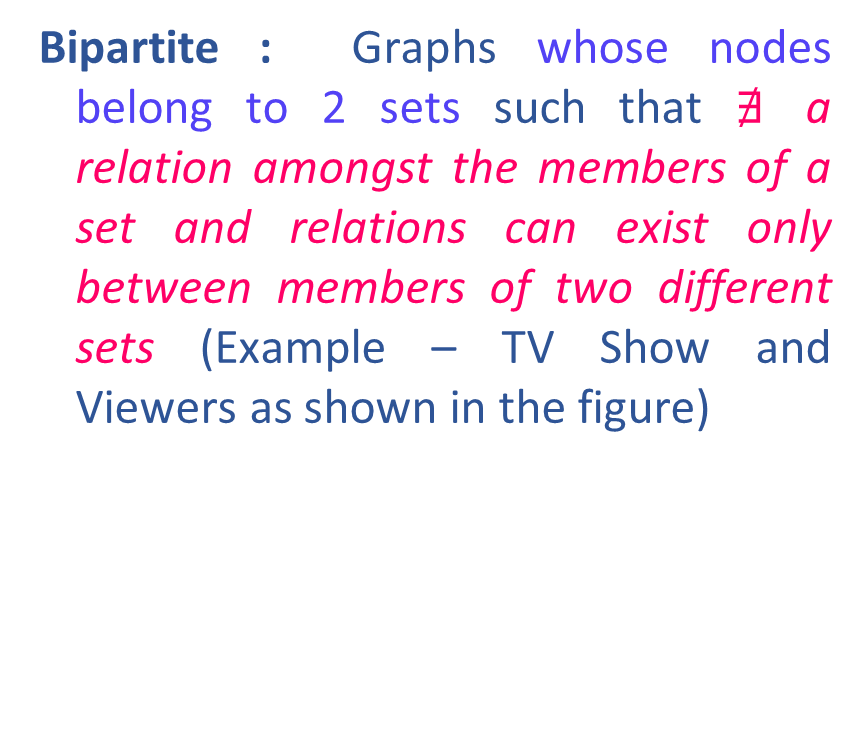 Bipartite : Graphs whose nodes
belong to 2 sets such that ∄ a
relation amongst the members of a
set and relations can exist only
between members of two different
sets (Example – TV Show and
Viewers as shown in the figure)